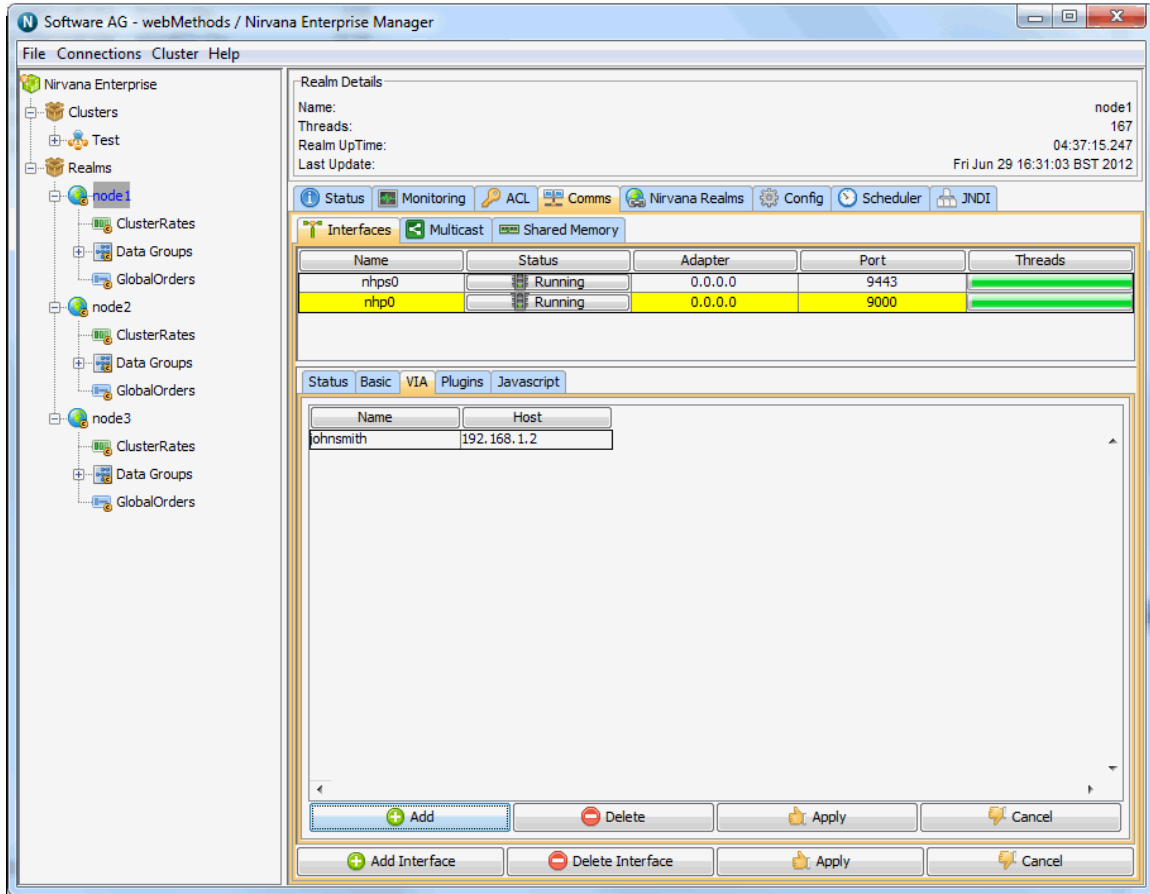 Software AG - webMethods / Nirvana Enterprise Manager
File Connections Cluster Help
Nirvana Enterprise
Clusters
Test
Realms
node1
ClusterRates
Data Groups
GlobalOrders
node2
ClusterRates
Data Groups
GlobalOrders
node3
ClusterRates
Data Groups
GlobalOrders
Realm Details
Name: node1
Threads: 167
Realm UpTime: 04:37:15.247
Last Update: Fri Jun 29 16:31:03 BST 2012
Status Monitoring ACL Comms Nirvana Realms Config Scheduler JNDI
Interfaces Multicast Shared Memory
Name Status Adapter Port Threads
nhps0 Running 0.0.0.0 9443
nhp0 Running 0.0.0.0 9000
Status Basic VIA Plugins Javascript
Name Host
johnsmith 192.168.1.2
Add Delete Apply Cancel
Add Interface Delete Interface Apply Cancel